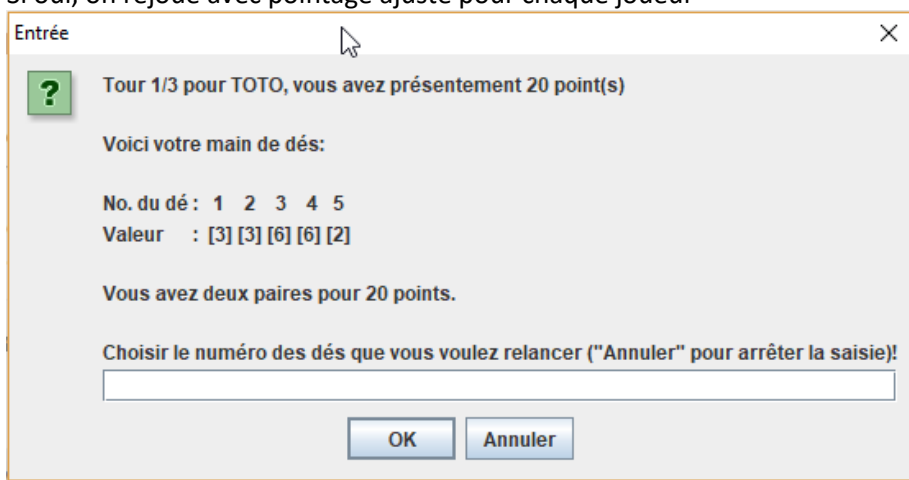 Si oui, on rejoue avec pointage ajusté pour chaque joueur
Entrée
Tour 1/3 pour TOTO, vous avez présentement 20 point(s)
Voici votre main de dés:
No. du dé : 1 2 3 4 5
Valeur : [3] [3] [6] [6] [2]
Vous avez deux paires pour 20 points.
Choisir le numéro des dés que vous voulez relancer ("Annuler" pour arrêter la saisie)!
OK
Annuler